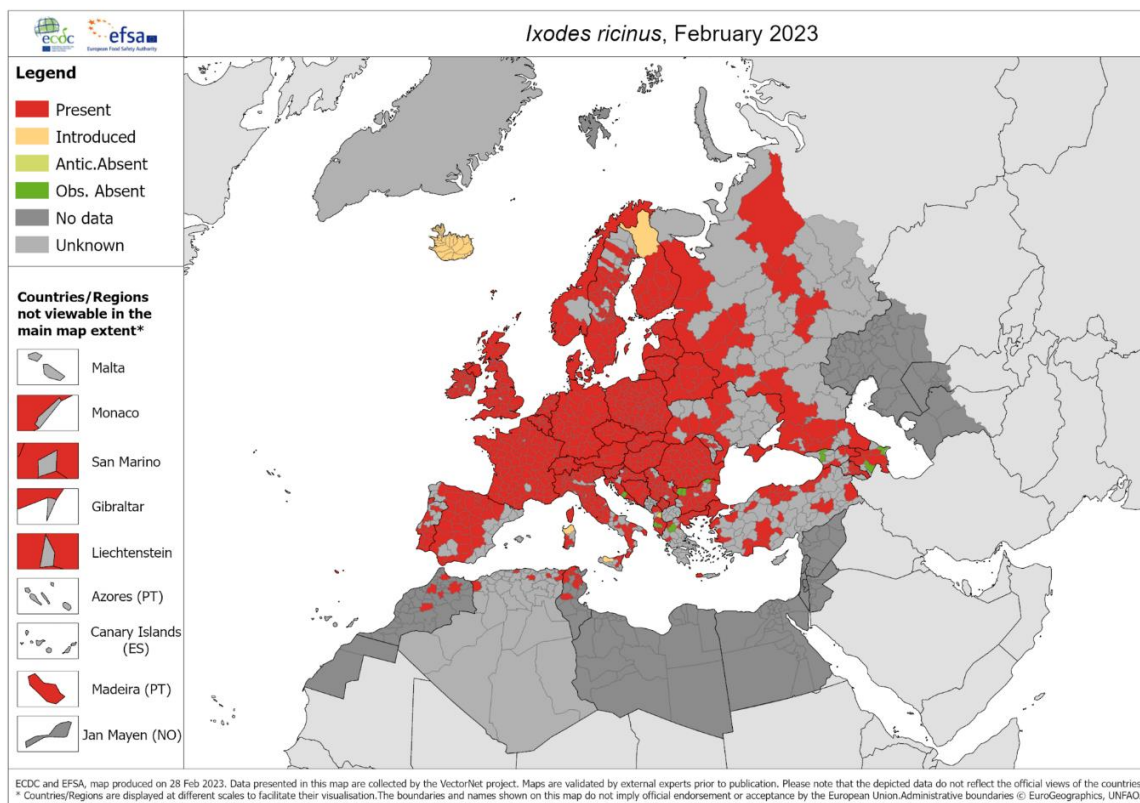 ecdc
efsa
European Food Safety Authority
Ixodes ricinus, February 2023
Legend
Present
Introduced
Antic.Absent
Obs. Absent
No data
Unknown
Countries/Regions
not viewable in the
main map extent*
Malta
Monaco
San Marino
Gibraltar
Liechtenstein
Azores (PT)
Canary Islands
(ES)
Madeira (PT)
Jan Mayen (NO)
ECDC and EFSA, map produced on 28 Feb 2023. Data presented in this map are collected by the VectorNet project. Maps are validated by external experts prior to publication. Please note that the depicted data do not reflect the official views of the countries
* Countries/Regions are displayed at different scales to facilitate their visualisation.The boundaries and names shown on this map do not imply official endorsement or acceptance by the European Union.Administrative boundaries © EuroGeographics, UNFAO